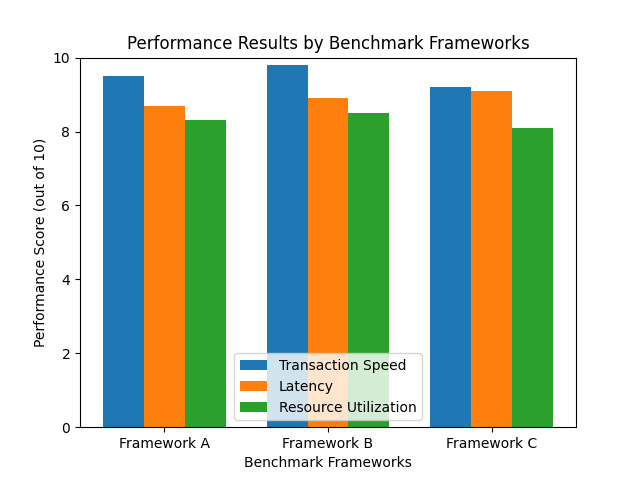 Performance Results by Benchmark Frameworks
Performance Score (out of 10)
10
8
6
4
2
0
Transaction Speed
Latency
Resource Utilization
Framework A
Framework B
Framework C
Benchmark Frameworks